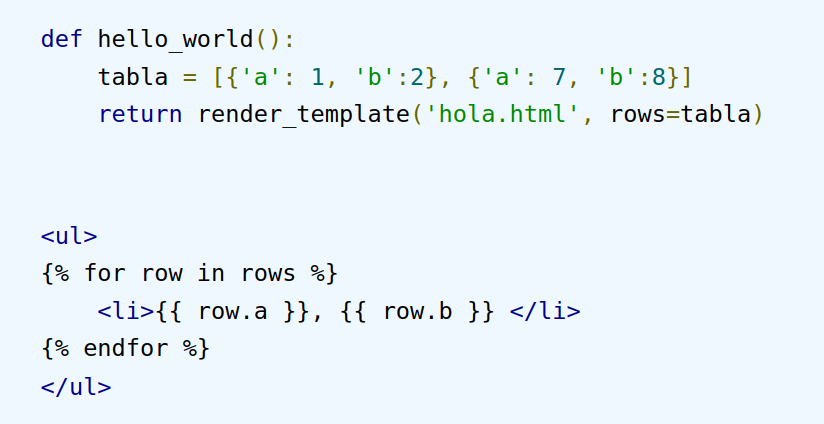 def hello_world():
    tabla = [{'a': 1, 'b':2}, {'a': 7, 'b':8}]
    return render_template('hola.html', rows=tabla)
<ul>
{% for row in rows %}
    <li>{{ row.a }}, {{ row.b }} </li>
{% endfor %}
</ul>